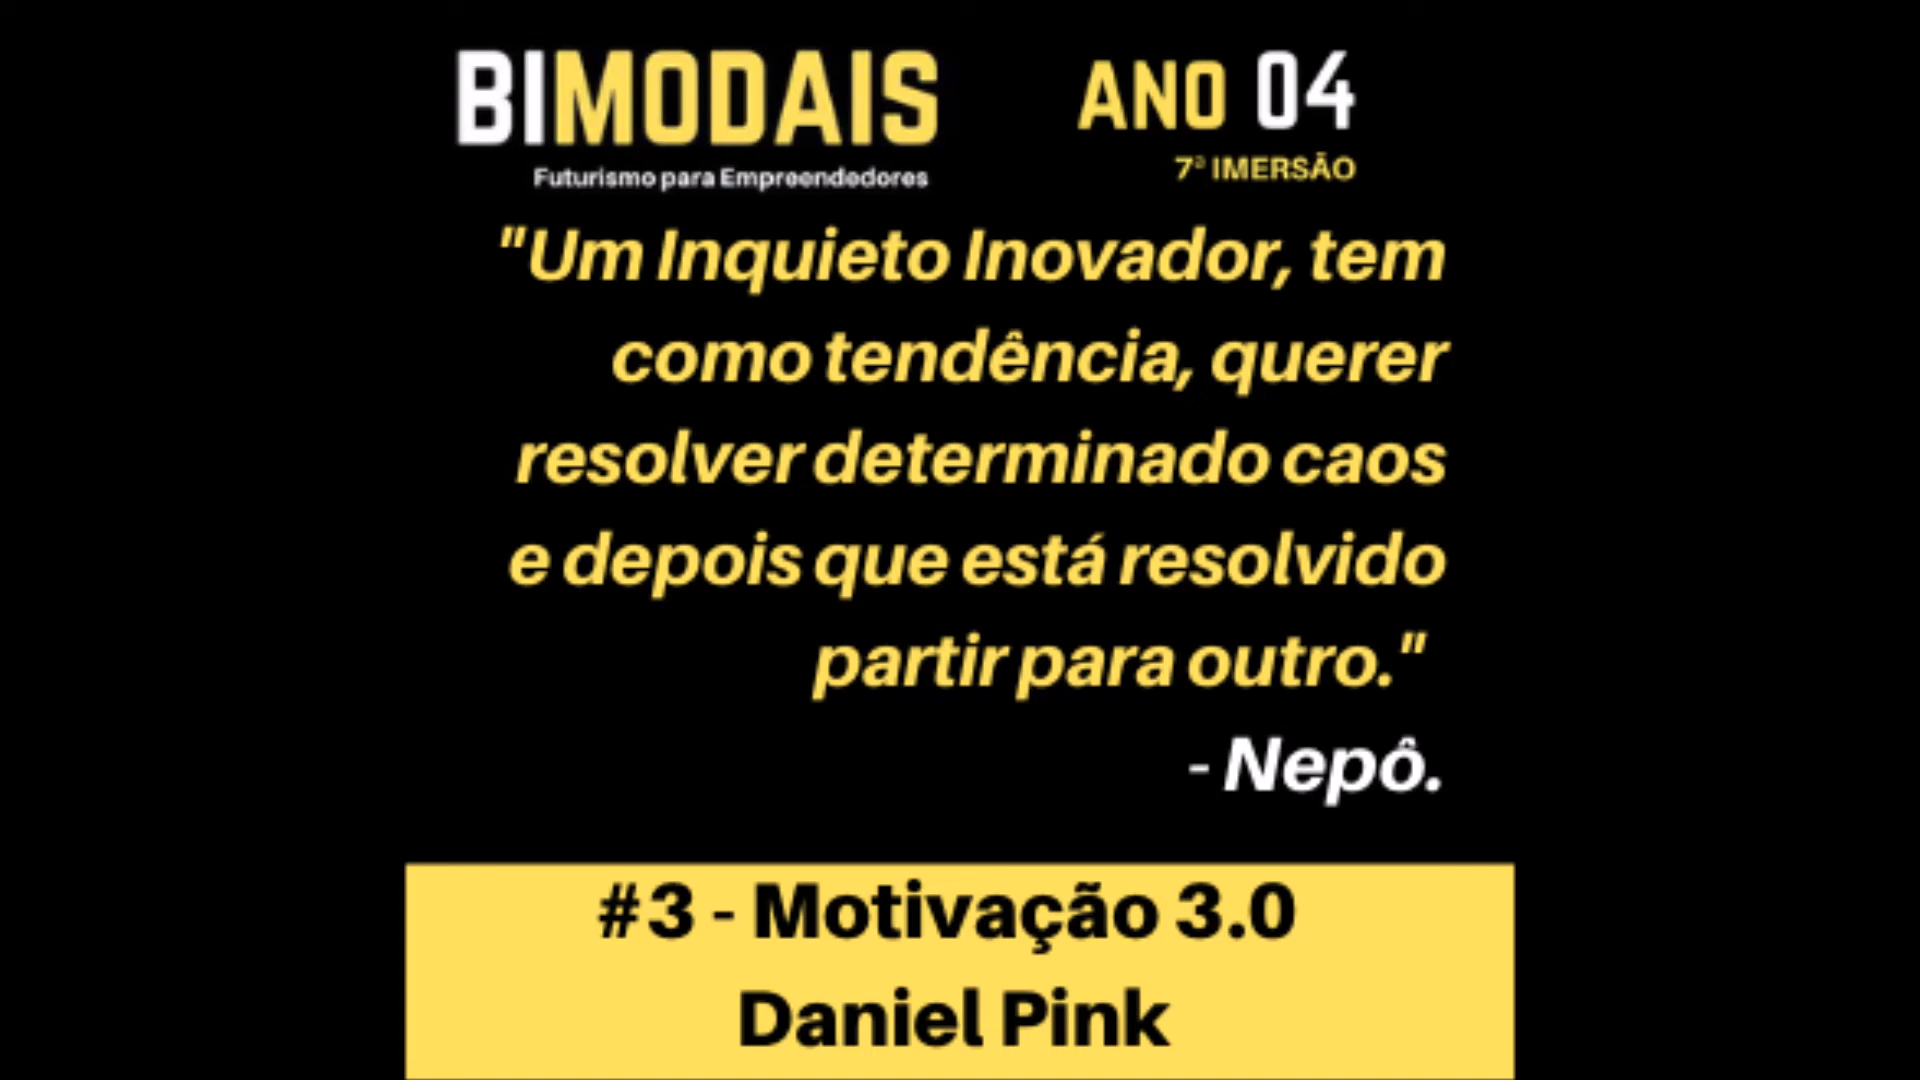 BIMODAIS
Futurismo para Empreendedores
ANO 04
7ª IMERSÃO
"Um Inquieto Inovador, tem
como tendência, querer
resolver determinado caos
e depois que está resolvido
partir para outro."
- Nepô.
#3 - Motivação 3.0
Daniel Pink